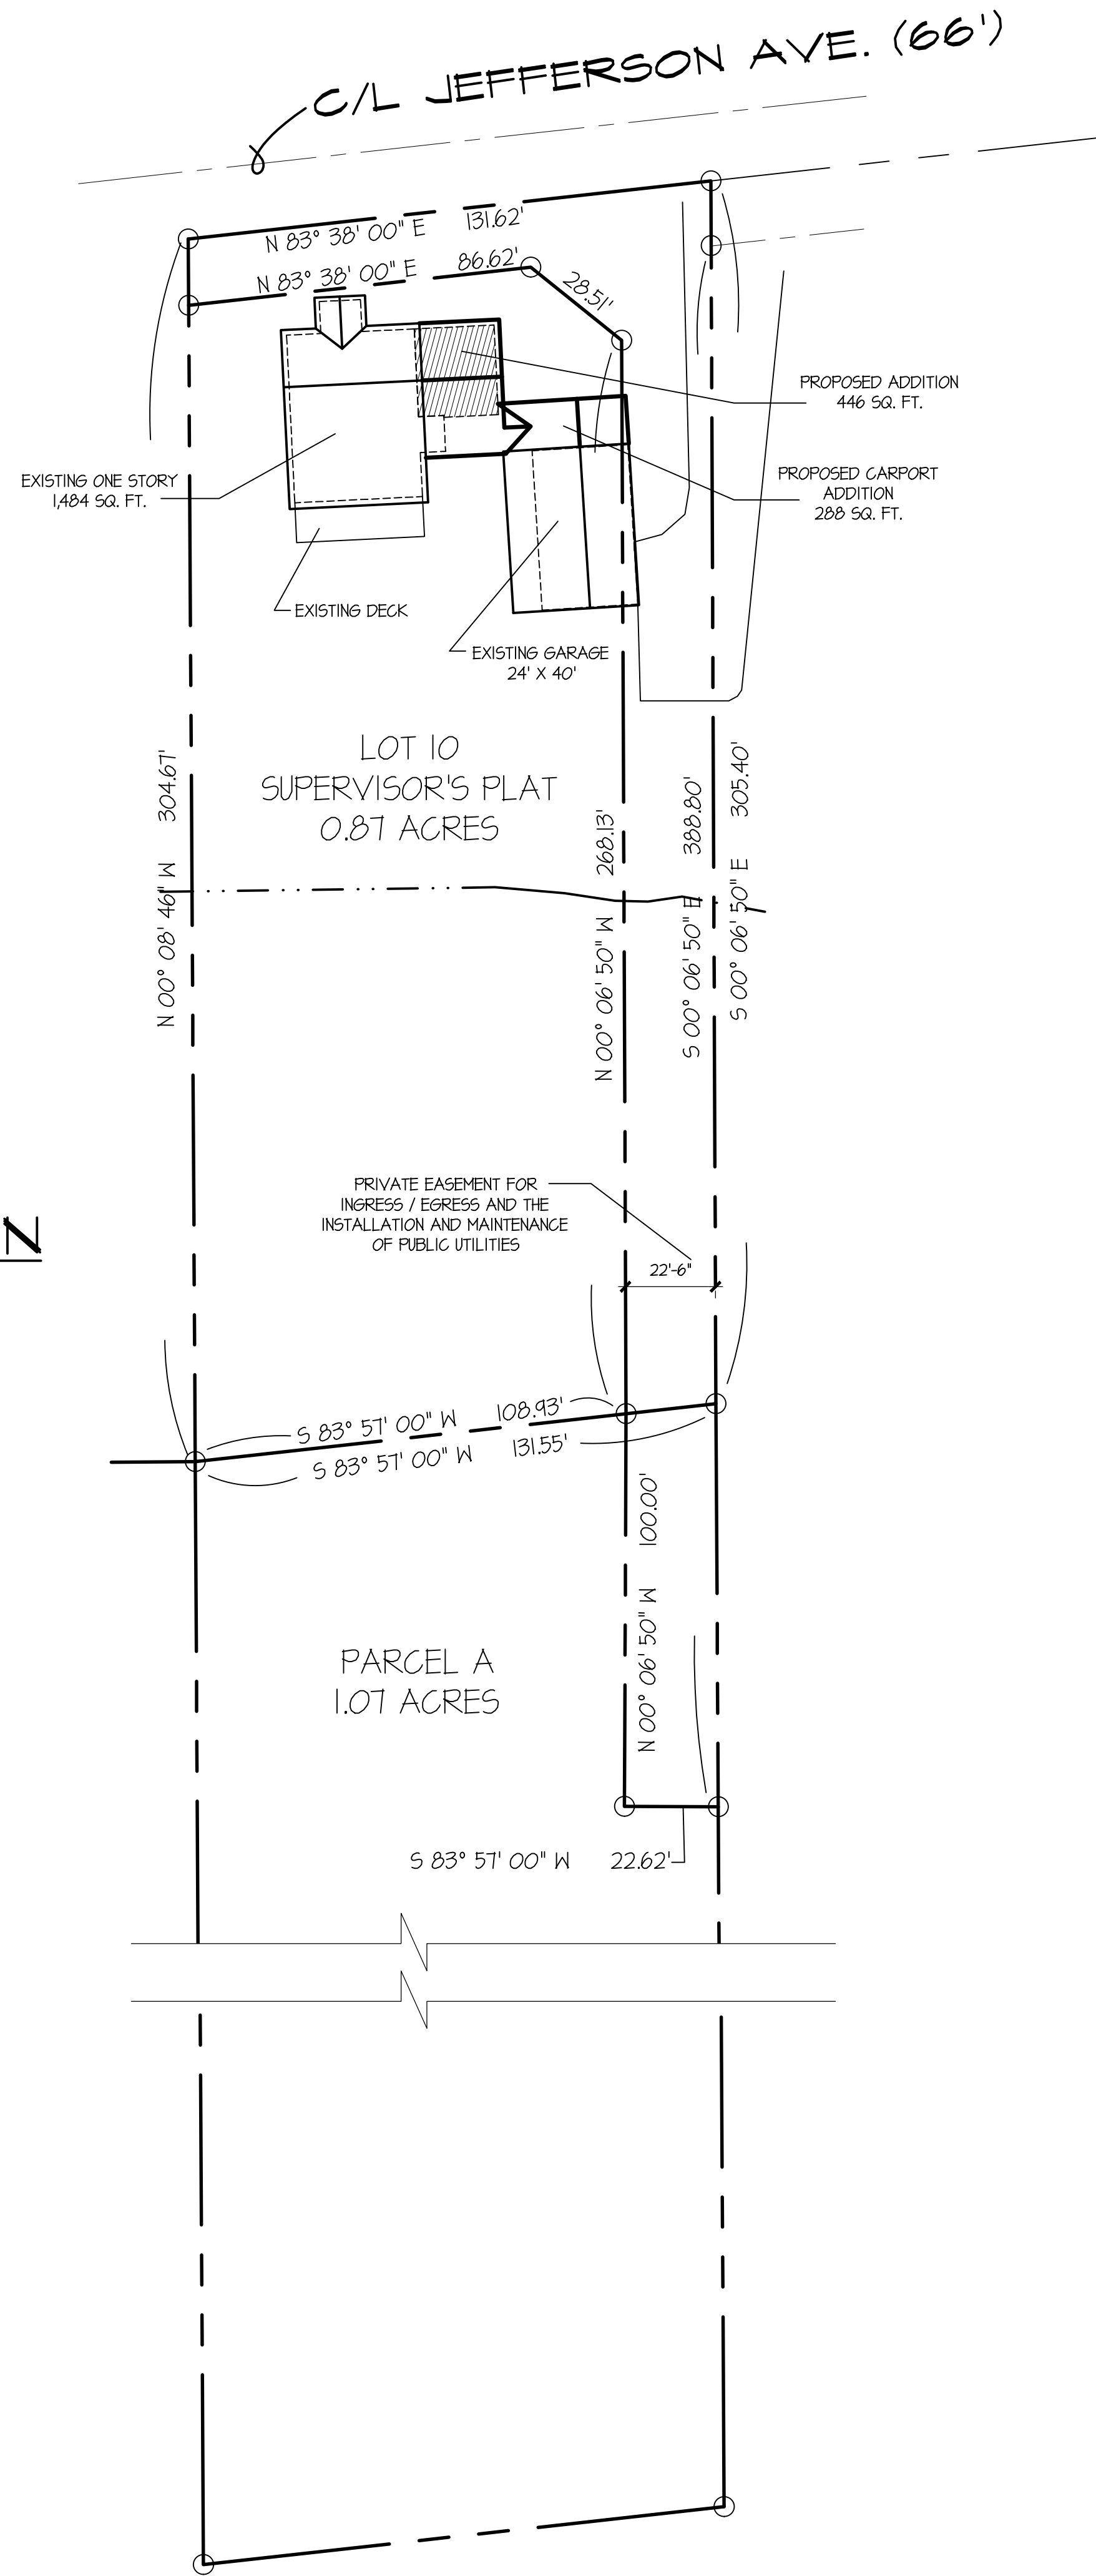 C/L JEFFERSON AVE. (66')
N 83° 38' 00" E 131.62'
N 83° 38' 00" E 86.62'
28.51'
PROPOSED ADDITION
446 SQ. FT.
EXISTING ONE STORY
1,484 SQ. FT.
PROPOSED CARPORT
ADDITION
288 SQ. FT.
EXISTING DECK
EXISTING GARAGE
24' X 40'
LOT 10
SUPERVISOR'S PLAT
0.87 ACRES
N 00° 08' 46" W 304.67'
N 00° 06' 50" W 268.13'
S 00° 06' 50" E 388.80'
S 00° 06' 50" E 305.40'
PRIVATE EASEMENT FOR
INGRESS / EGRESS AND THE
INSTALLATION AND MAINTENANCE
OF PUBLIC UTILITIES
22'-6"
N
S 83° 57' 00" W 108.93'
S 83° 57' 00" W 131.55'
N 00° 06' 50" W 100.00'
PARCEL A
1.07 ACRES
S 83° 57' 00" W 22.62'